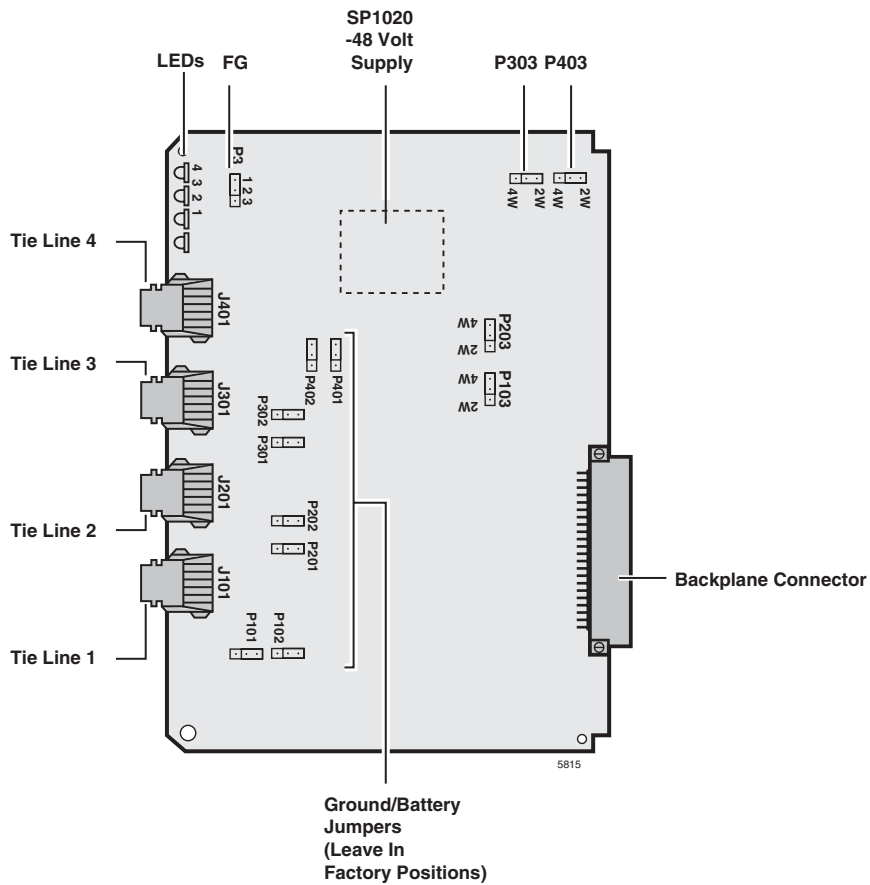 SP1020
-48 Volt
Supply
LEDs
FG
P303 P403
P3
1 2 3
4 3 2 1
4W 2W
4W 2W
Tie Line 4
J401
P203
4W
2W
P103
4W
2W
P402
P401
Tie Line 3
J301
P302
P301
J201
P202
P201
Tie Line 2
J101
Backplane Connector
P101
P102
Tie Line 1
5815
Ground/Battery
Jumpers
(Leave In
Factory Positions)